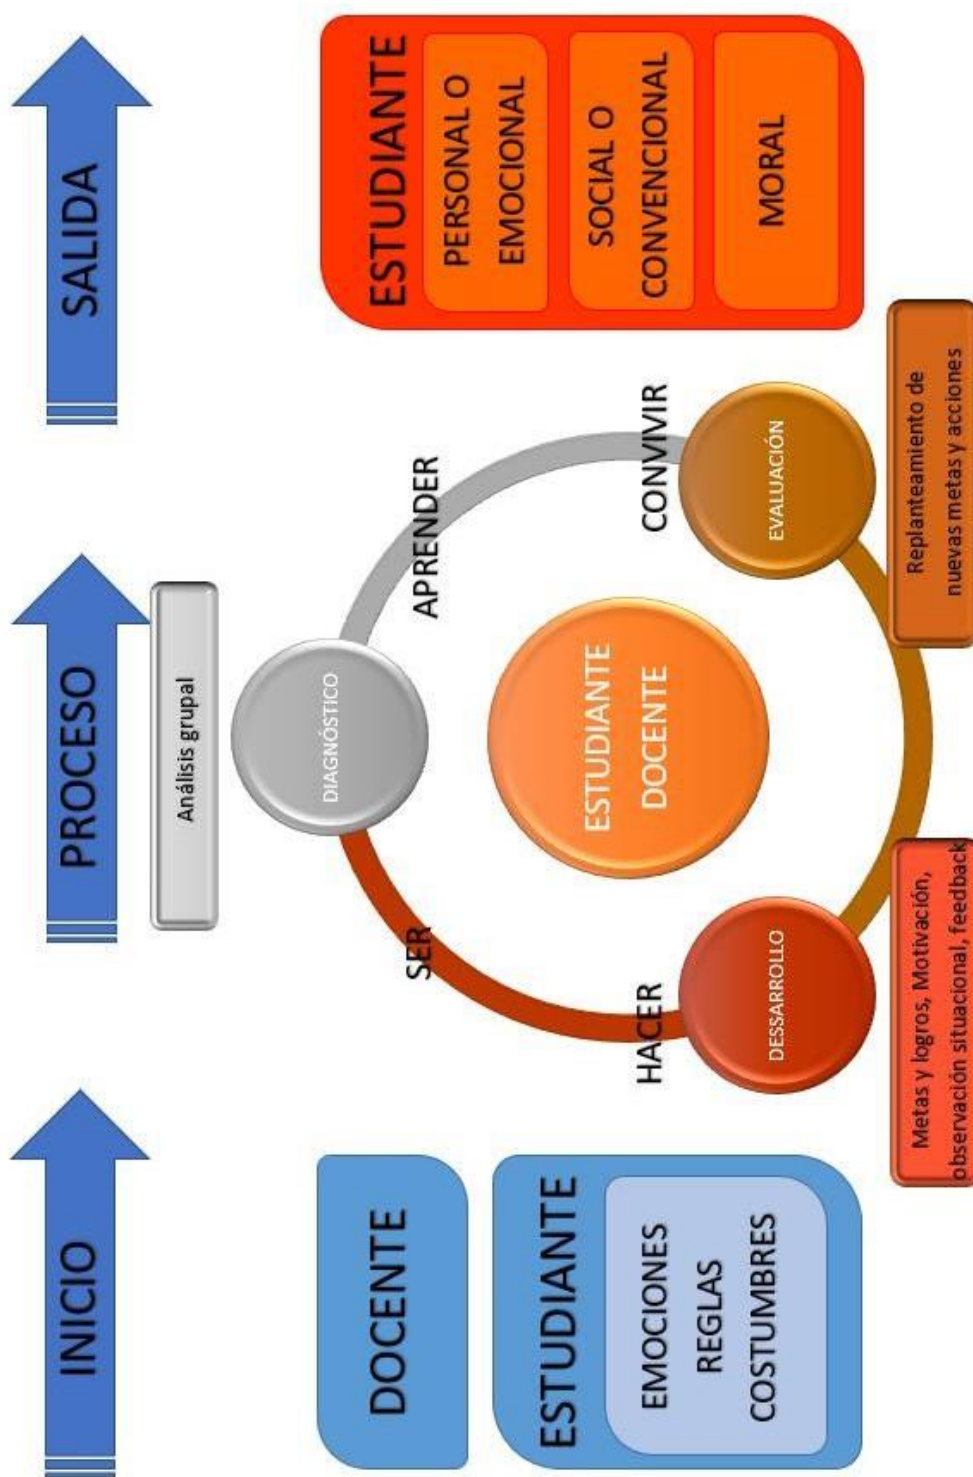 INICIO
PROCESO
SALIDA
DOCENTE
ESTUDIANTE
EMOCIONES
REGLAS
COSTUMBRES
Análisis grupal
DIAGNÓSTICO
SER
APRENDER
HACER
CONVIVIR
ESTUDIANTE
DOCENTE
DESSARROLLO
EVALUACIÓN
Metas y logros, Motivación,
observación situacional, feedback
Replanteamiento de
nuevas metas y acciones
ESTUDIANTE
PERSONAL O
EMOCIONAL
SOCIAL O
CONVENCIONAL
MORAL